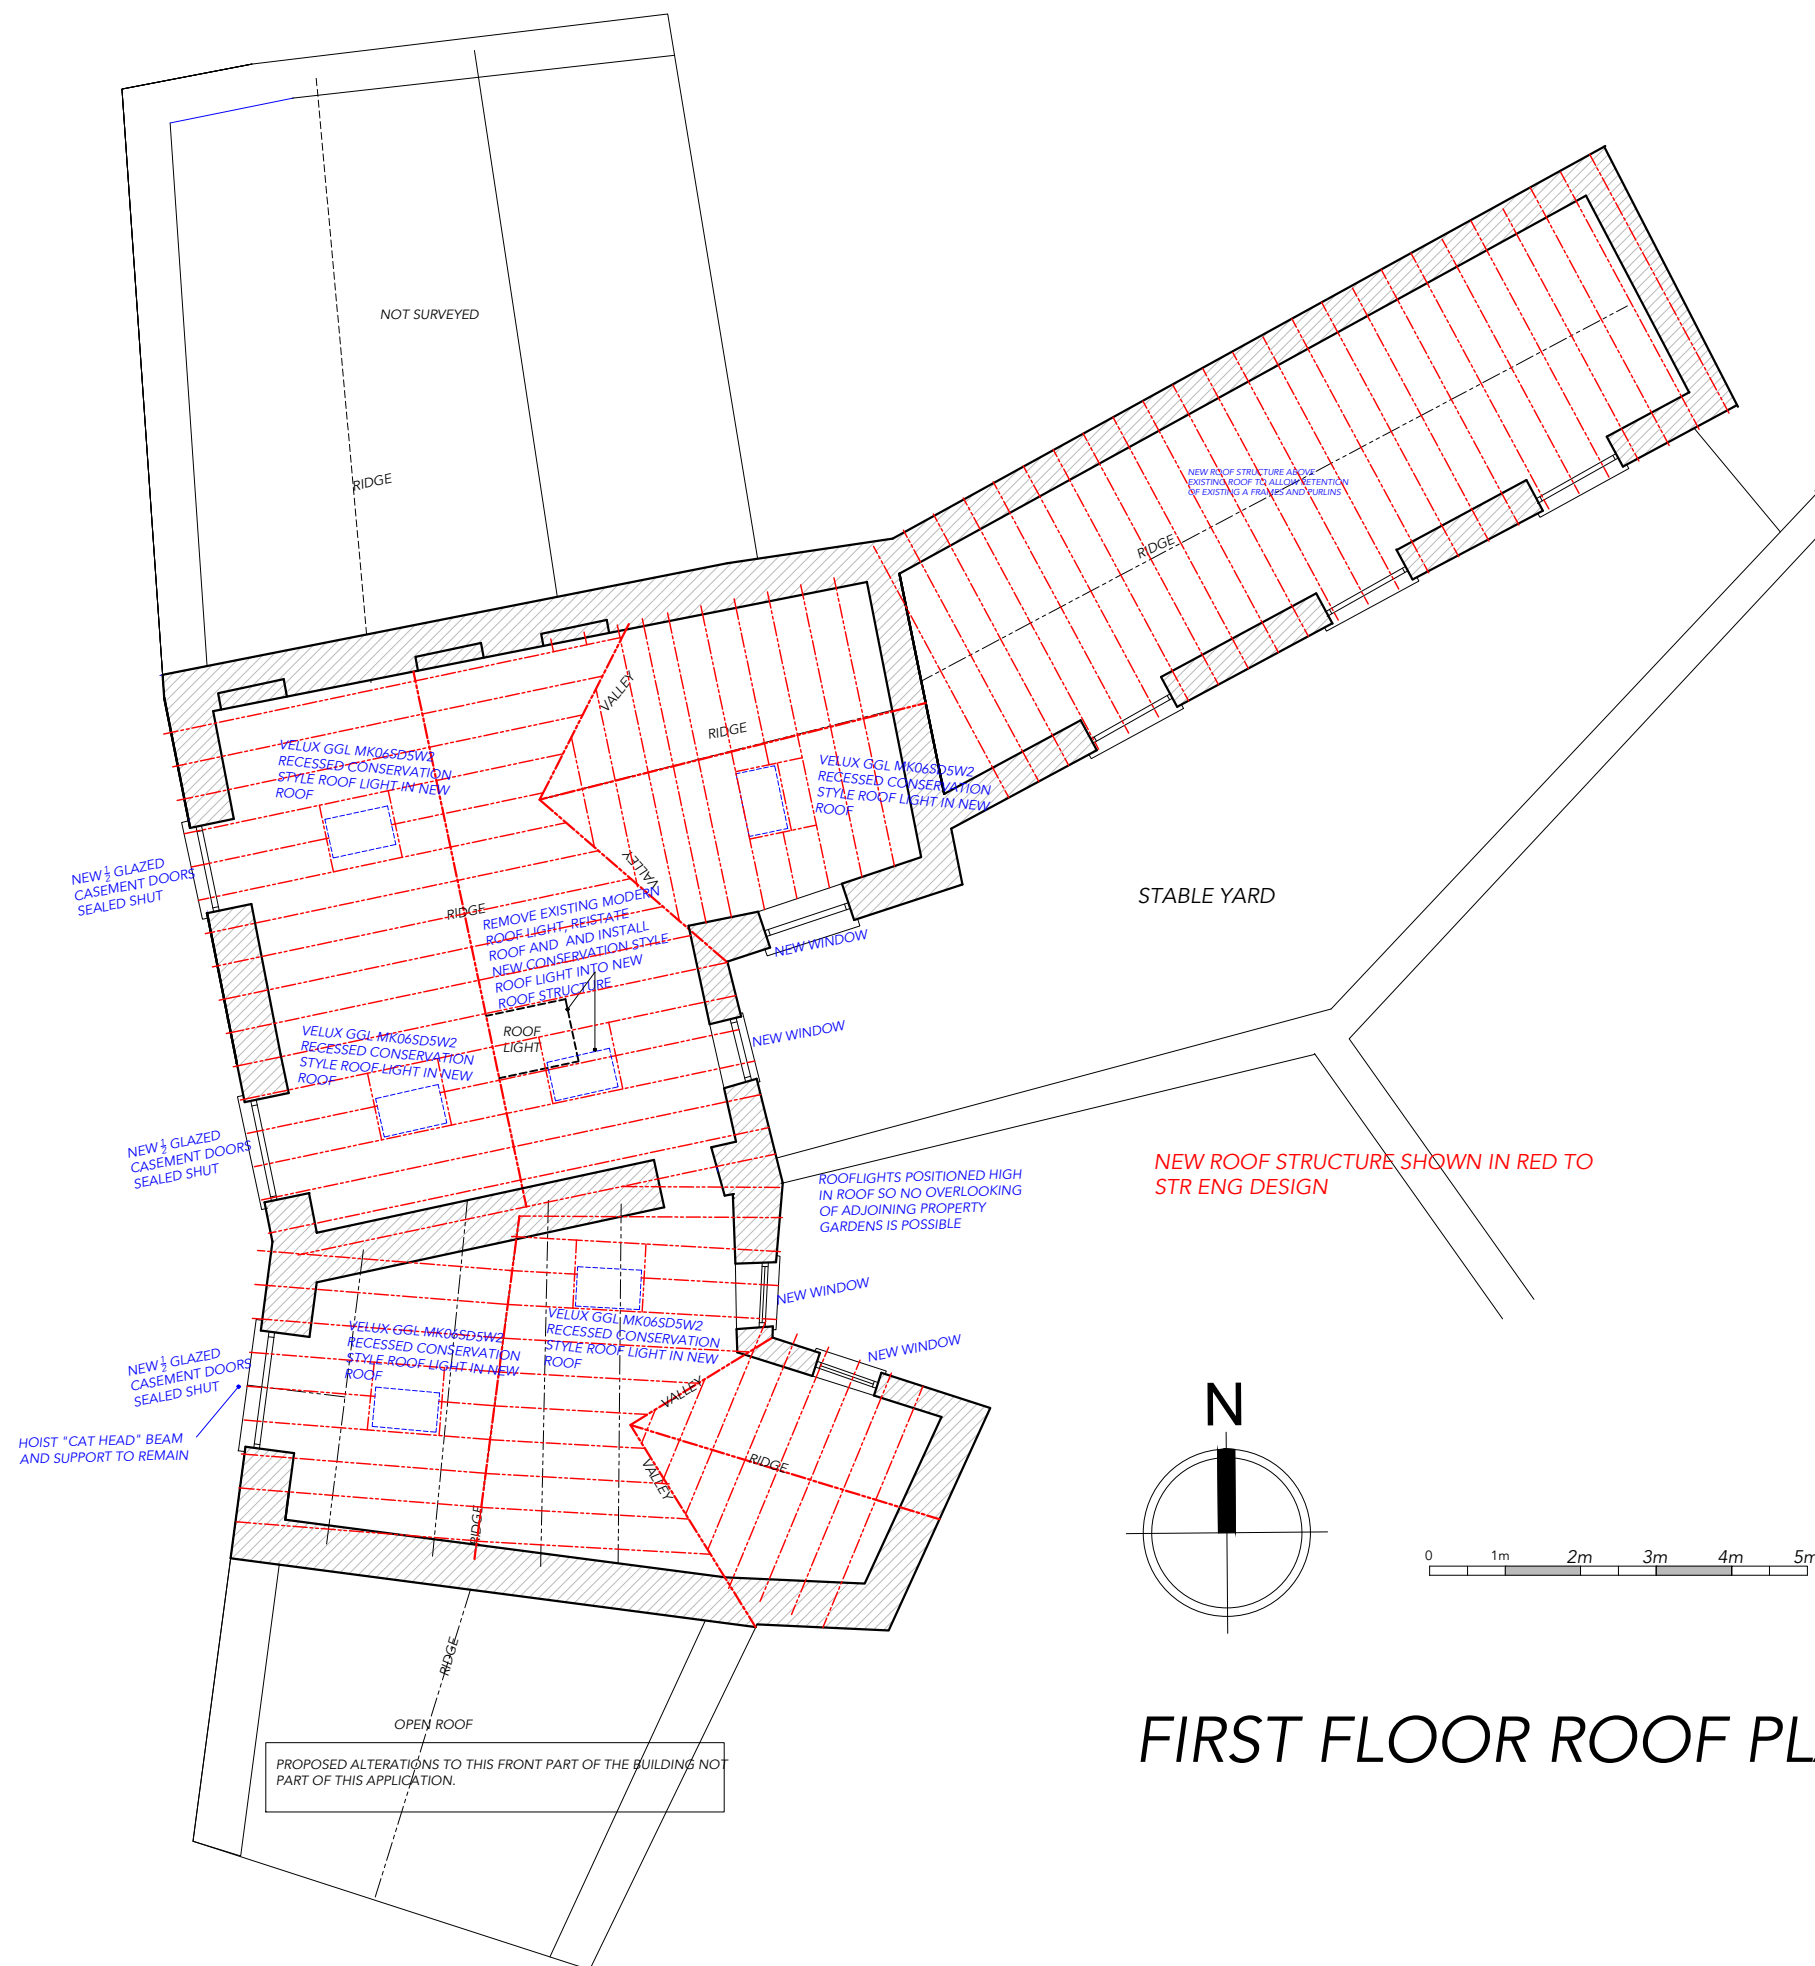 NOT SURVEYED
RIDGE
NEW ROOF STRUCTURE ABOVE
EXISTING ROOF TO ALLOW RETENTION
OF EXISTING A FRAMES AND PURLINS
RIDGE
VALLEY
RIDGE
VELUX GGL MK06SD5W2
RECESSED CONSERVATION
STYLE ROOF LIGHT IN NEW
ROOF
VELUX GGL MK06SD5W2
RECESSED CONSERVATION
STYLE ROOF LIGHT IN NEW
ROOF
NEW ½ GLAZED
CASEMENT DOORS
SEALED SHUT
VALLEY
RIDGE
REMOVE EXISTING MODERN
ROOF LIGHT, REISTATE
ROOF AND AND INSTALL
NEW CONSERVATION STYLE
ROOF LIGHT INTO NEW
ROOF STRUCTURE
STABLE YARD
NEW WINDOW
ROOF
LIGHT
NEW WINDOW
VELUX GGL MK06SD5W2
RECESSED CONSERVATION
STYLE ROOF LIGHT IN NEW
ROOF
NEW ½ GLAZED
CASEMENT DOORS
SEALED SHUT
ROOFLIGHTS POSITIONED HIGH
IN ROOF SO NO OVERLOOKING
OF ADJOINING PROPERTY
GARDENS IS POSSIBLE
NEW ROOF STRUCTURE SHOWN IN RED TO
STR ENG DESIGN
NEW WINDOW
VELUX GGL MK06SD5W2
RECESSED CONSERVATION
STYLE ROOF LIGHT IN NEW
ROOF
VELUX GGL MK06SD5W2
RECESSED CONSERVATION
STYLE ROOF LIGHT IN NEW
ROOF
NEW WINDOW
NEW ½ GLAZED
CASEMENT DOORS
SEALED SHUT
VALLEY
HOIST "CAT HEAD" BEAM
AND SUPPORT TO REMAIN
VALLEY
RIDGE
RIDGE
N
0 1m 2m 3m 4m 5m
RIDGE
OPEN ROOF
PROPOSED ALTERATIONS TO THIS FRONT PART OF THE BUILDING NOT
PART OF THIS APPLICATION.
FIRST FLOOR ROOF PL